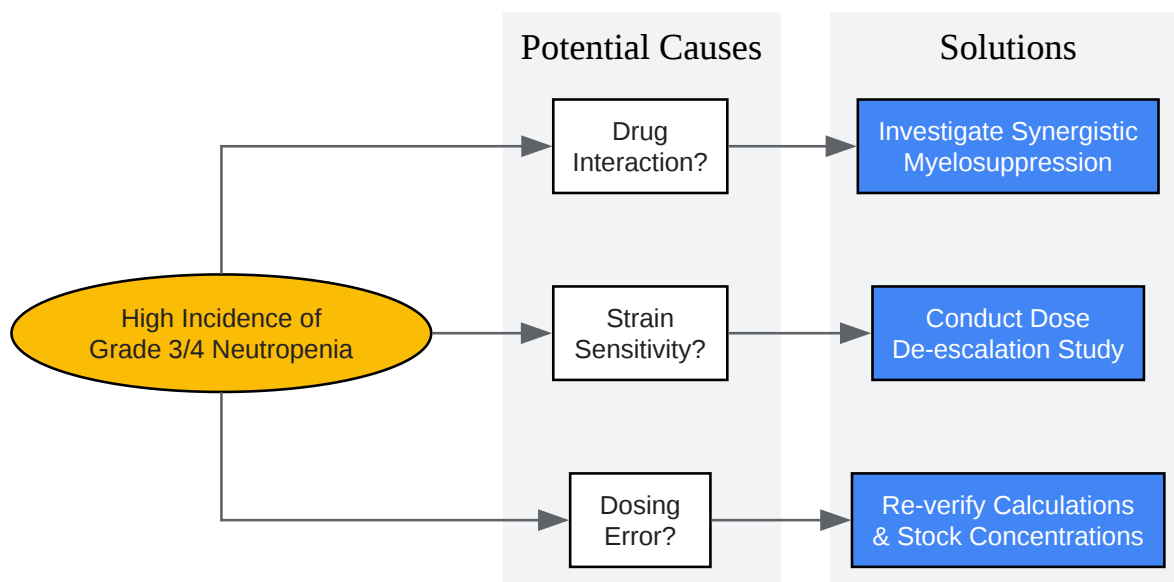 Potential Causes
Solutions
Drug
Interaction?
Investigate Synergistic
Myelosuppression
High Incidence of
Grade 3/4 Neutropenia
Strain
Sensitivity?
Conduct Dose
De-escalation Study
Dosing
Error?
Re-verify Calculations
& Stock Concentrations